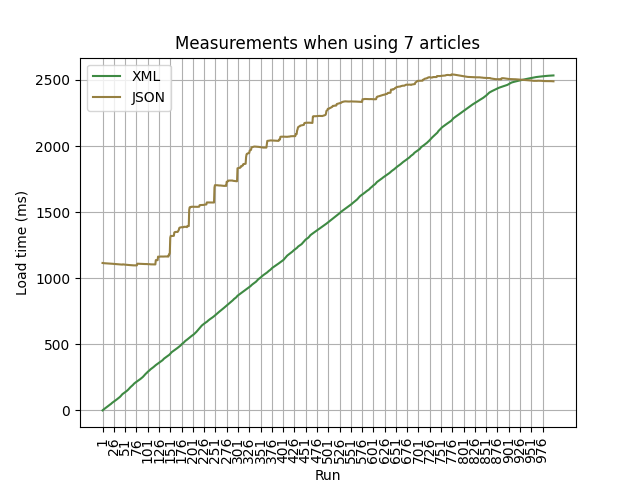 Measurements when using 7 articles
XML
JSON
Load time (ms)
2500
2000
1500
1000
500
0
1 26 51 76 101 126 151 176 201 226 251 276 301 326 351 376 401 426 451 476 501 526 551 576 601 626 651 676 701 726 751 776 801 826 851 876 901 926 951 976
Run